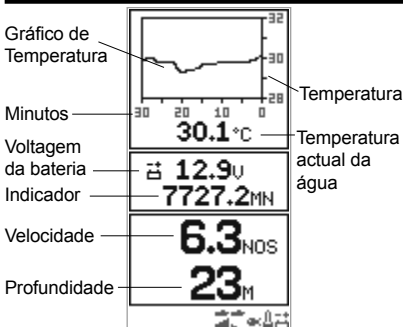 Gráfico de
Temperatura
32
30
28
Temperatura
Minutos
30 20 10 0
30.1°C
Temperatura
actual da
água
Voltagem
da bateria
12.9V
Indicador
7727.2MN
Velocidade
6.3NOS
Profundidade
23M